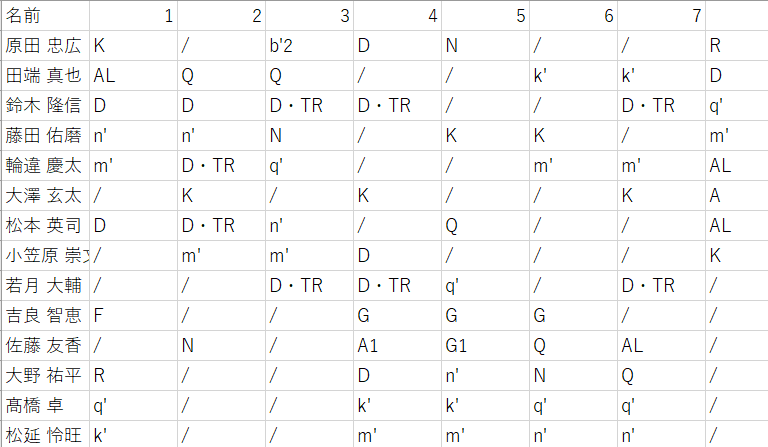 名前 1 2 3 4 5 6 7
原田 忠広 K / b'2 D N / / R
田端 真也 AL Q Q / / k' k' D
鈴木 隆信 D D D・TR D・TR / / D・TR q'
藤田 佑磨 n' n' N / K K / m'
輪違 慶太 m' D・TR q' / / m' m' AL
大澤 玄太 / K / K / / K A
松本 英司 D D・TR n' / Q / / AL
小笠原 崇 / m' m' D / / / K
若月 大輔 / / D・TR D・TR q' / D・TR /
吉良 智恵 F / / G G G / /
佐藤 友香 / N / A1 G1 Q AL /
大野 祐平 R / / D n' N Q /
髙橋 卓 q' / / k' k' q' q' /
松延 怜旺 k' / / m' m' n' n' /